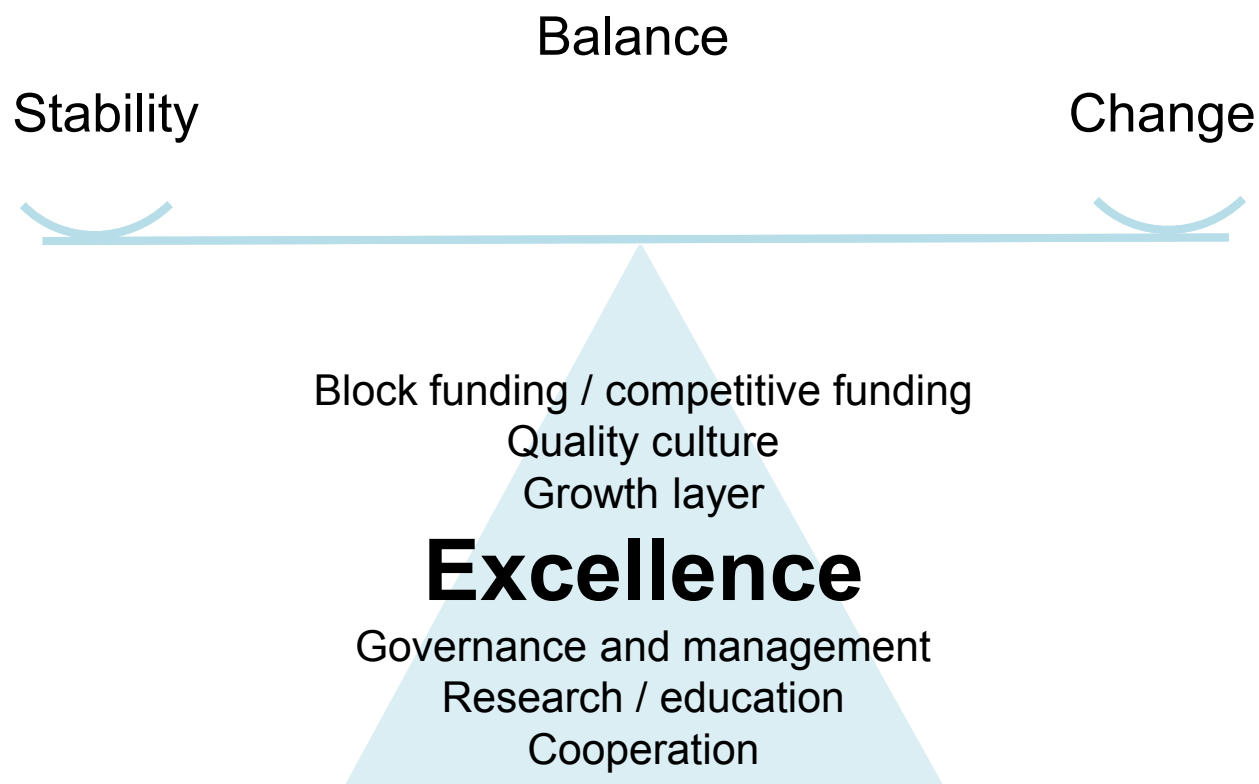 Balance
Stability
Change
Block funding / competitive funding
Quality culture
Growth layer
Excellence
Governance and management
Research / education
Cooperation